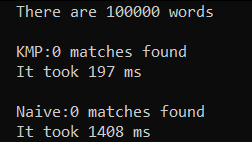 There are 100000 words
KMP:0 matches found
It took 197 ms
Naive:0 matches found
It took 1408 ms